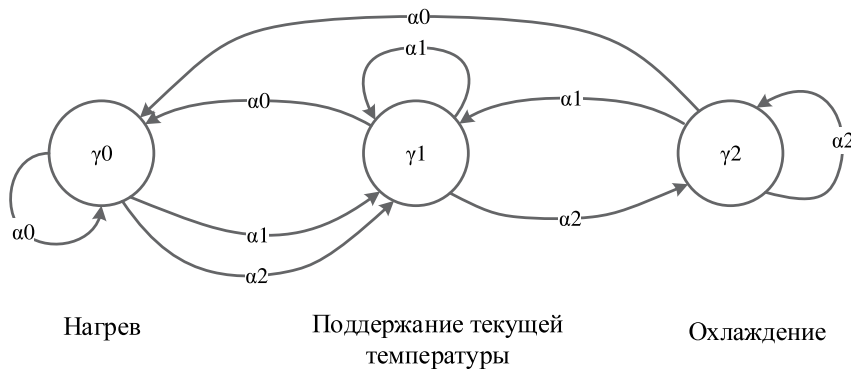 α0
α1
α0
α1
γ0
γ1
γ2
α2
α0
α1
α2
α2
Нагрев
Поддержание текущей
температуры
Охлаждение